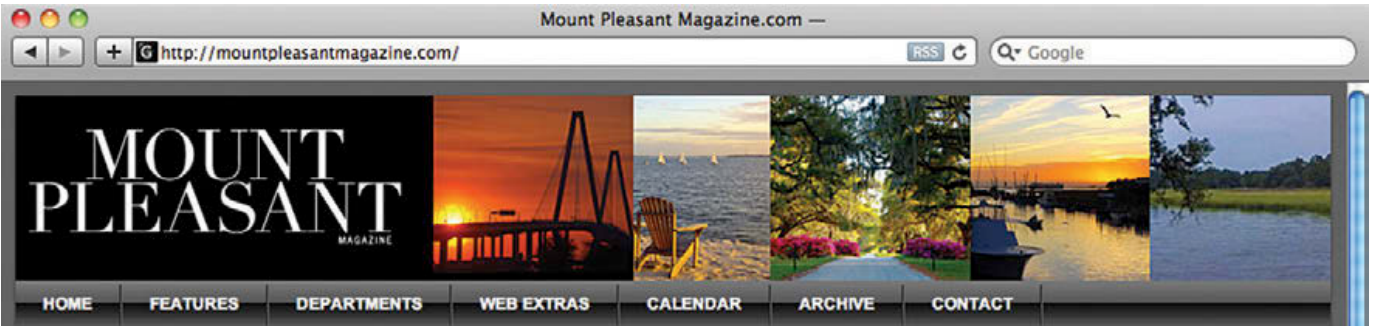 Mount Pleasant Magazine.com —
http://mountpleasantmagazine.com/ RSS Google
MOUNT
PLEASANT
MAGAZINE
HOME FEATURES DEPARTMENTS WEB EXTRAS CALENDAR ARCHIVE CONTACT